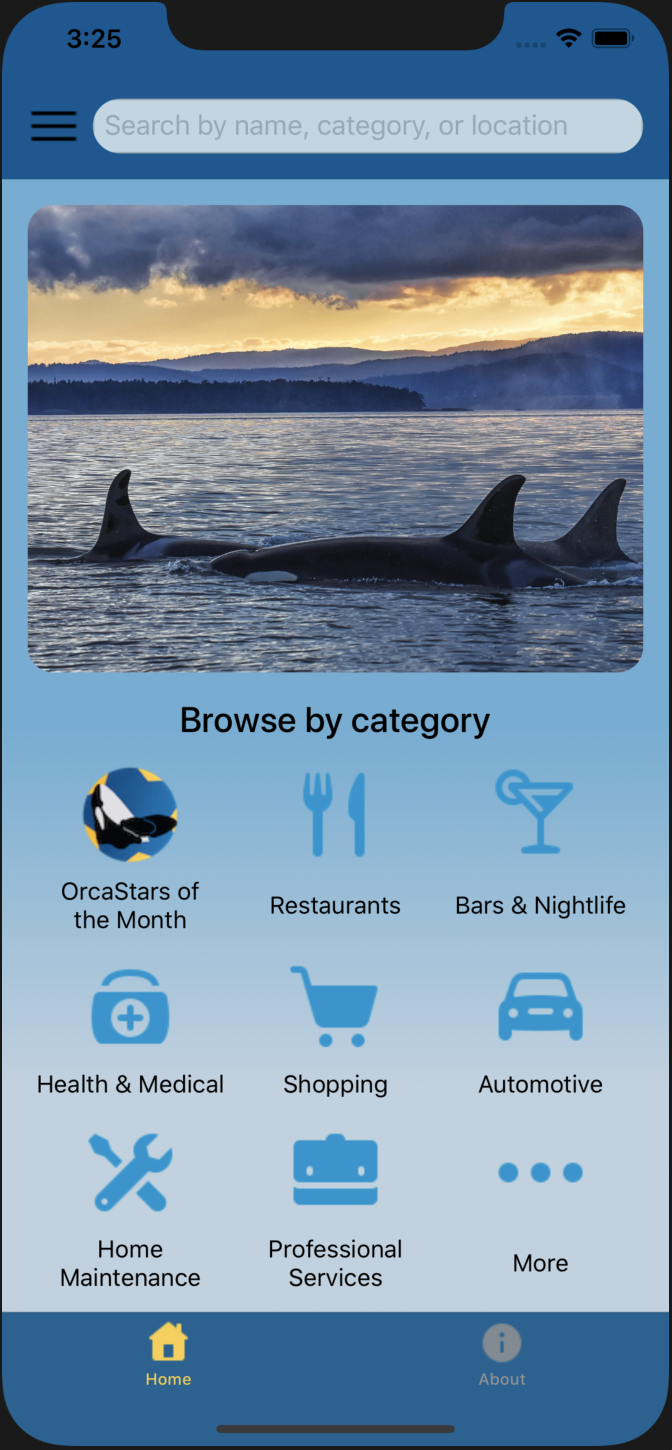 3:25
Search by name, category, or location
Browse by category
OrcaStars of
the Month
Restaurants
Bars & Nightlife
Health & Medical
Shopping
Automotive
Home
Maintenance
Professional
Services
More
Home
About